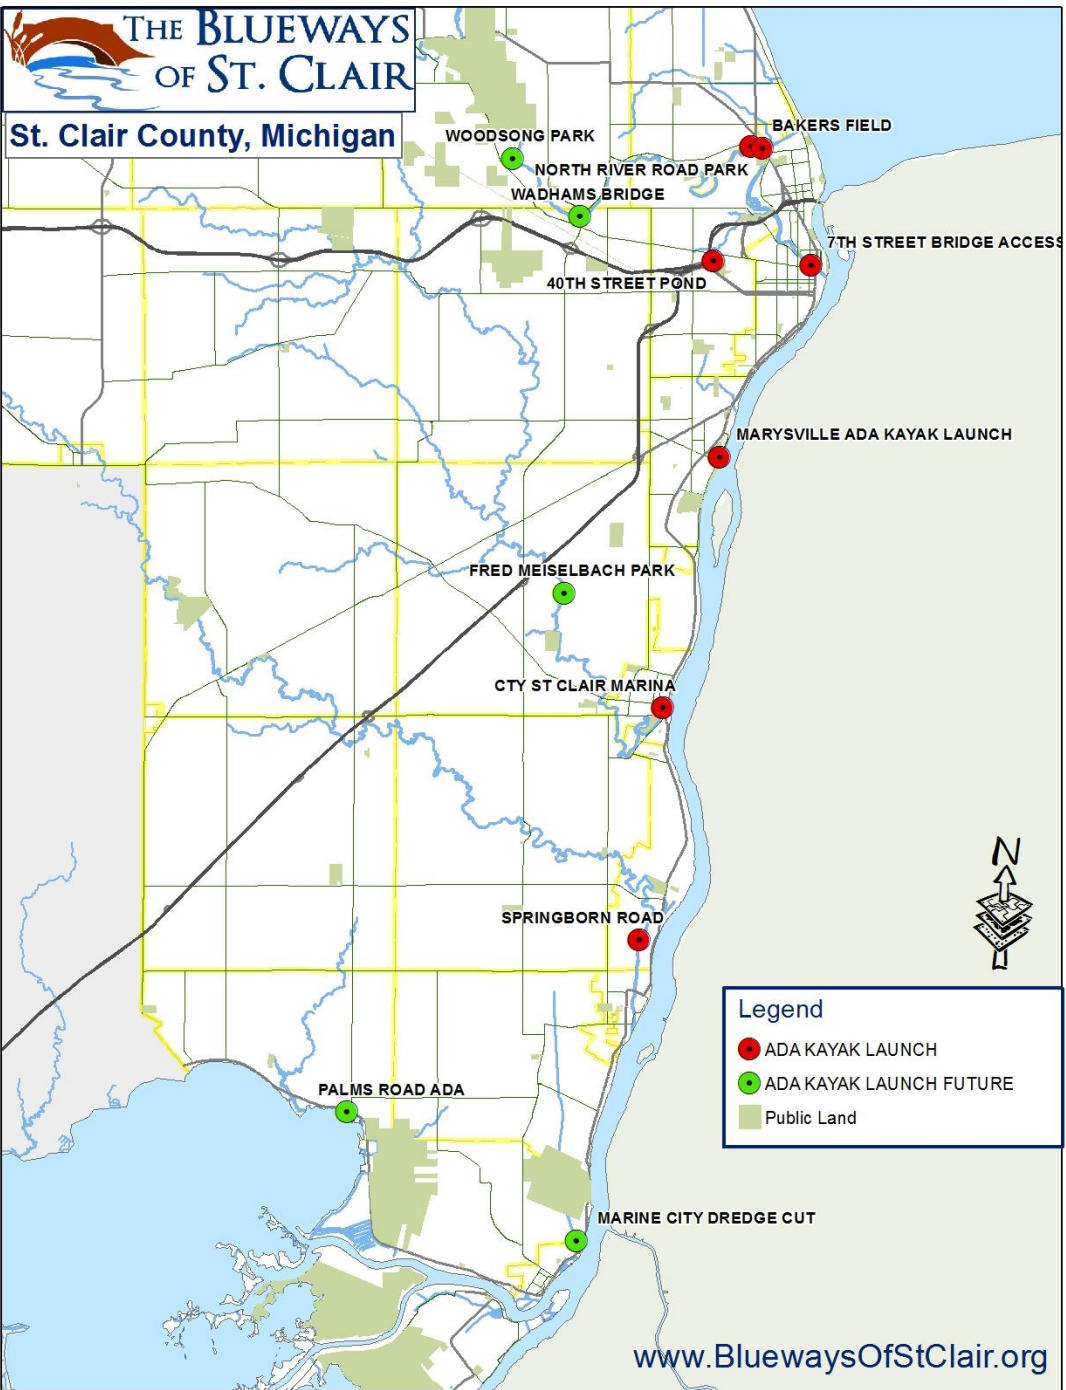 THE BLUEWAYS
OF ST. CLAIR
St. Clair County, Michigan
WOODSONG PARK
BAKERS FIELD
NORTH RIVER ROAD PARK
WADHAMS BRIDGE
7TH STREET BRIDGE ACCESS
40TH STREET POND
MARYSVILLE ADA KAYAK LAUNCH
FRED MEISELBACH PARK
CTY ST CLAIR MARINA
N
SPRINGBORN ROAD
Legend
ADA KAYAK LAUNCH
ADA KAYAK LAUNCH FUTURE
Public Land
PALMS ROAD ADA
MARINE CITY DREDGE CUT
www.BluewaysOfStClair.org